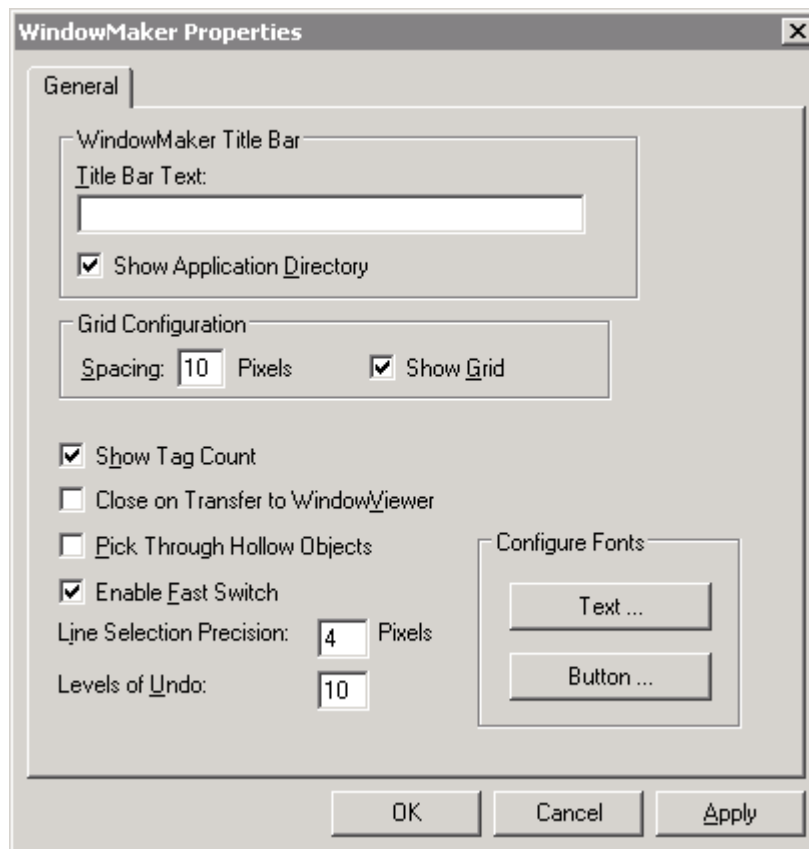 WindowMaker Properties
General
WindowMaker Title Bar
Title Bar Text:
Show Application Directory
Grid Configuration
Spacing: 10 Pixels Show Grid
Show Tag Count
Close on Transfer to WindowViewer
Pick Through Hollow Objects
Enable Fast Switch
Line Selection Precision: 4 Pixels
Levels of Undo: 10
Configure Fonts
Text ...
Button ...
OK Cancel Apply